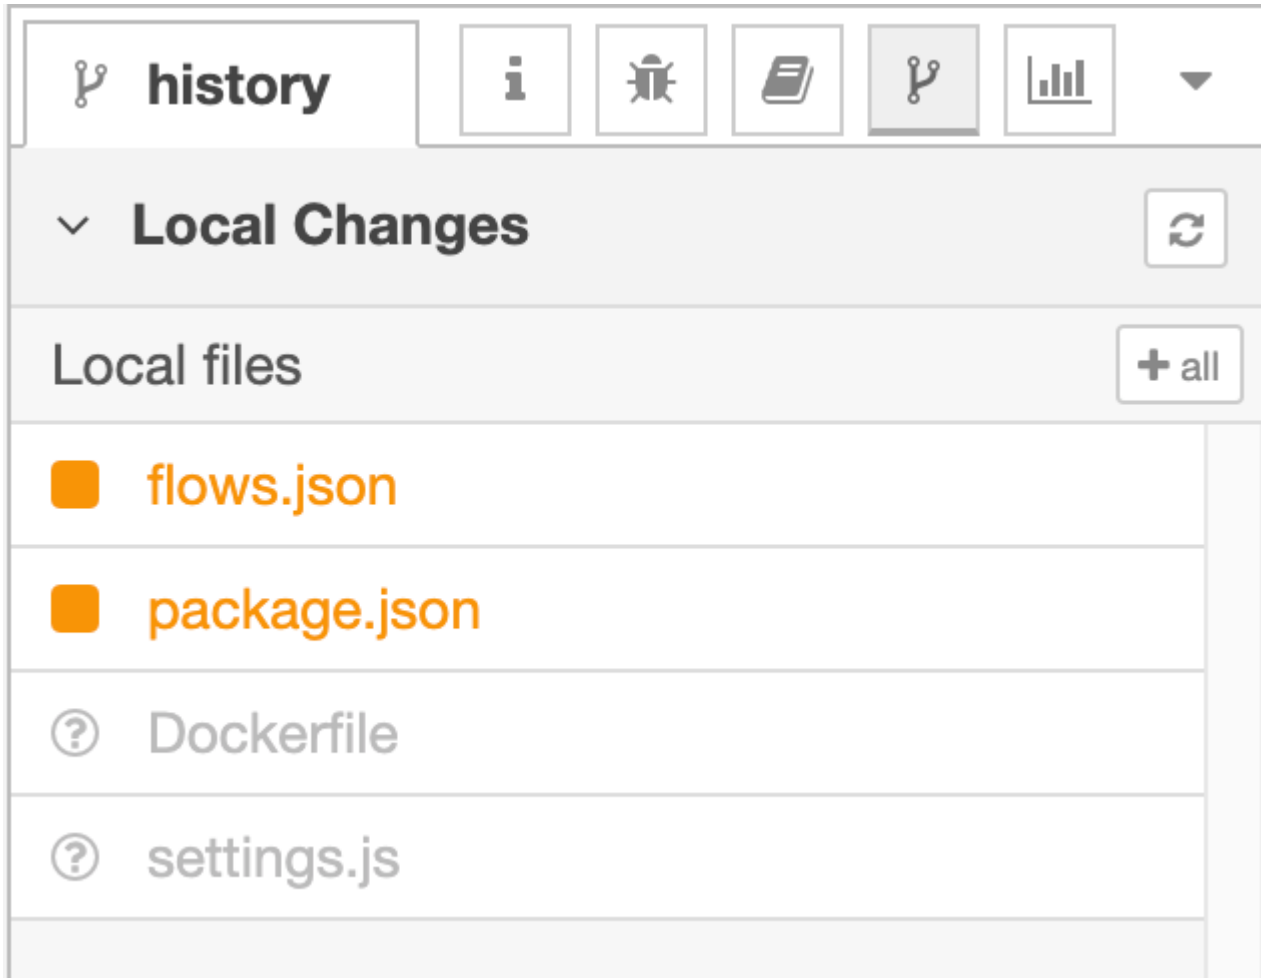 history
Local Changes
Local files
all
flows.json
package.json
Dockerfile
settings.js